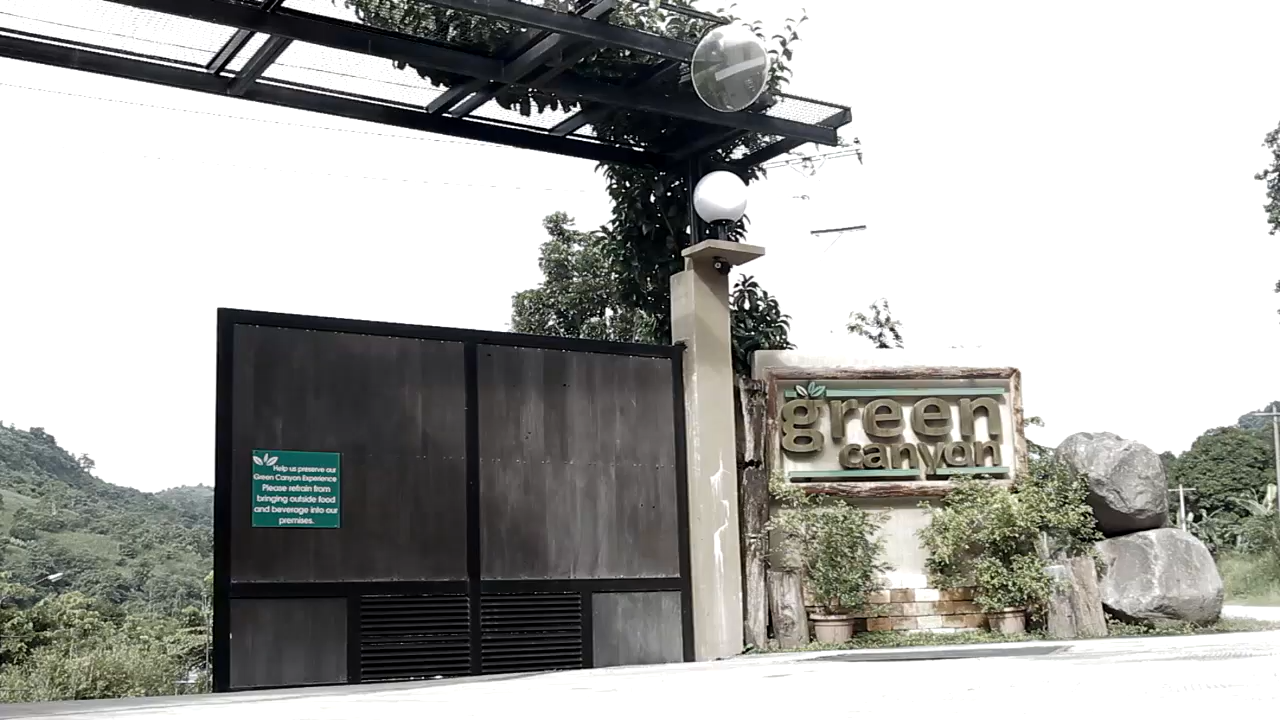 green
canyon
Help us preserve our
Green Canyon Experience
Please refrain from
bringing outside food
and beverage into our
premises.